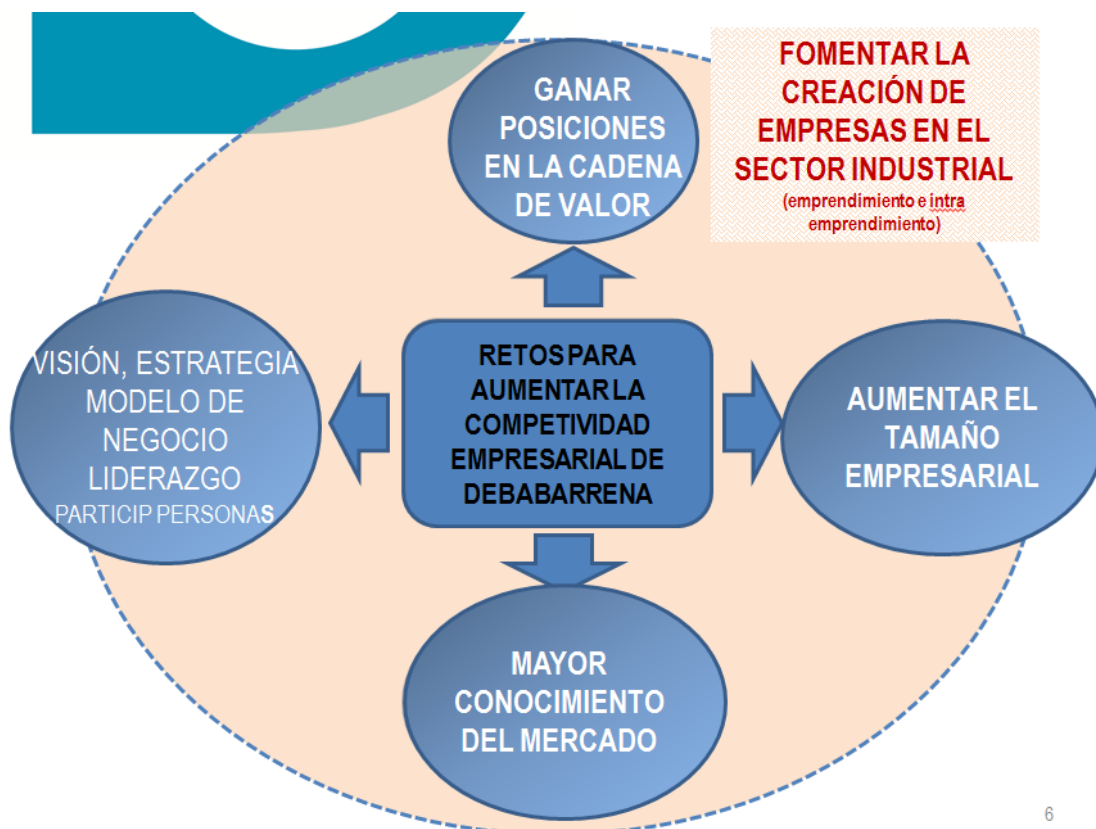 GANAR
POSICIONES
EN LA CADENA
DE VALOR
FOMENTAR LA
CREACIÓN DE
EMPRESAS EN EL
SECTOR INDUSTRIAL
(emprendimiento e intra
emprendimiento)
VISIÓN, ESTRATEGIA
MODELO DE
NEGOCIO
LIDERAZGO
PARTICIP PERSONAS
RETOS PARA
AUMENTAR LA
COMPETIVIDAD
EMPRESARIAL DE
DEBABARRENA
AUMENTAR EL
TAMAÑO
EMPRESARIAL
MAYOR
CONOCIMIENTO
DEL MERCADO
6